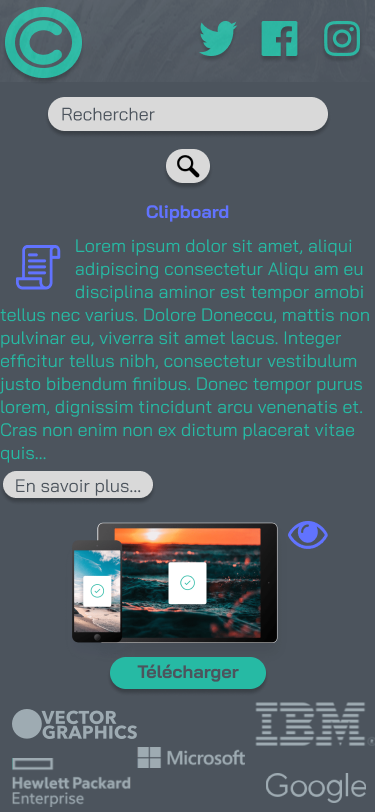 ©
Rechercher
Clipboard
Lorem ipsum dolor sit amet, aliqui
adipiscing consectetur Aliqu am eu
disciplina aminor est tempor amobi
tellus nec varius. Dolore Doneccu, mattis non
pulvinar eu, viverra sit amet lacus. Integer
efficitur tellus nibh, consectetur vestibulum
justo bibendum finibus. Donec tempor purus
lorem, dignissim tincidunt arcu venenatis et.
Cras non enim non ex dictum placerat vitae
quis...
En savoir plus...
Télécharger
VECTOR
GRAPHICS
IBM
Microsoft
Hewlett Packard
Enterprise
Google